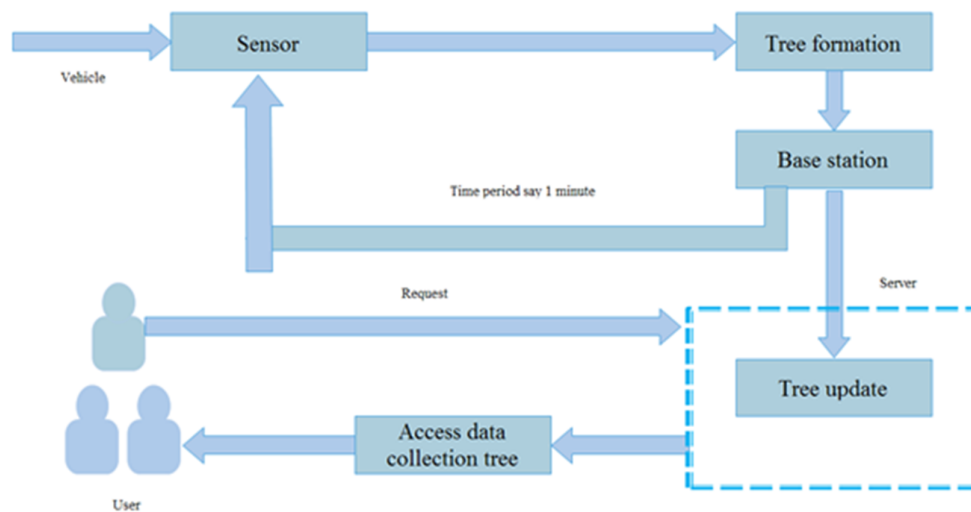 Sensor
Tree formation
Vehicle
Base station
Time period say 1 minute
Server
Request
Tree update
Access data
collection tree
User